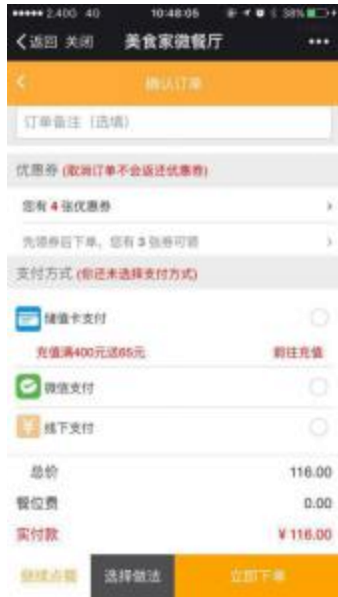 10:48:05 38%
返回 关闭 美食家微餐厅
确认订单
订单备注（选填）
优惠券 (取消订单不会返还优惠券)
您有 4 张优惠券
先领券后下单，您有 3 张券可领
支付方式 (你还未选择支付方式)
储值卡支付
充值满400元送65元 前往充值
微信支付
线下支付
总价 116.00
餐位费 0.00
实付款 ¥ 116.00
继续点餐 选择做法 立即下单